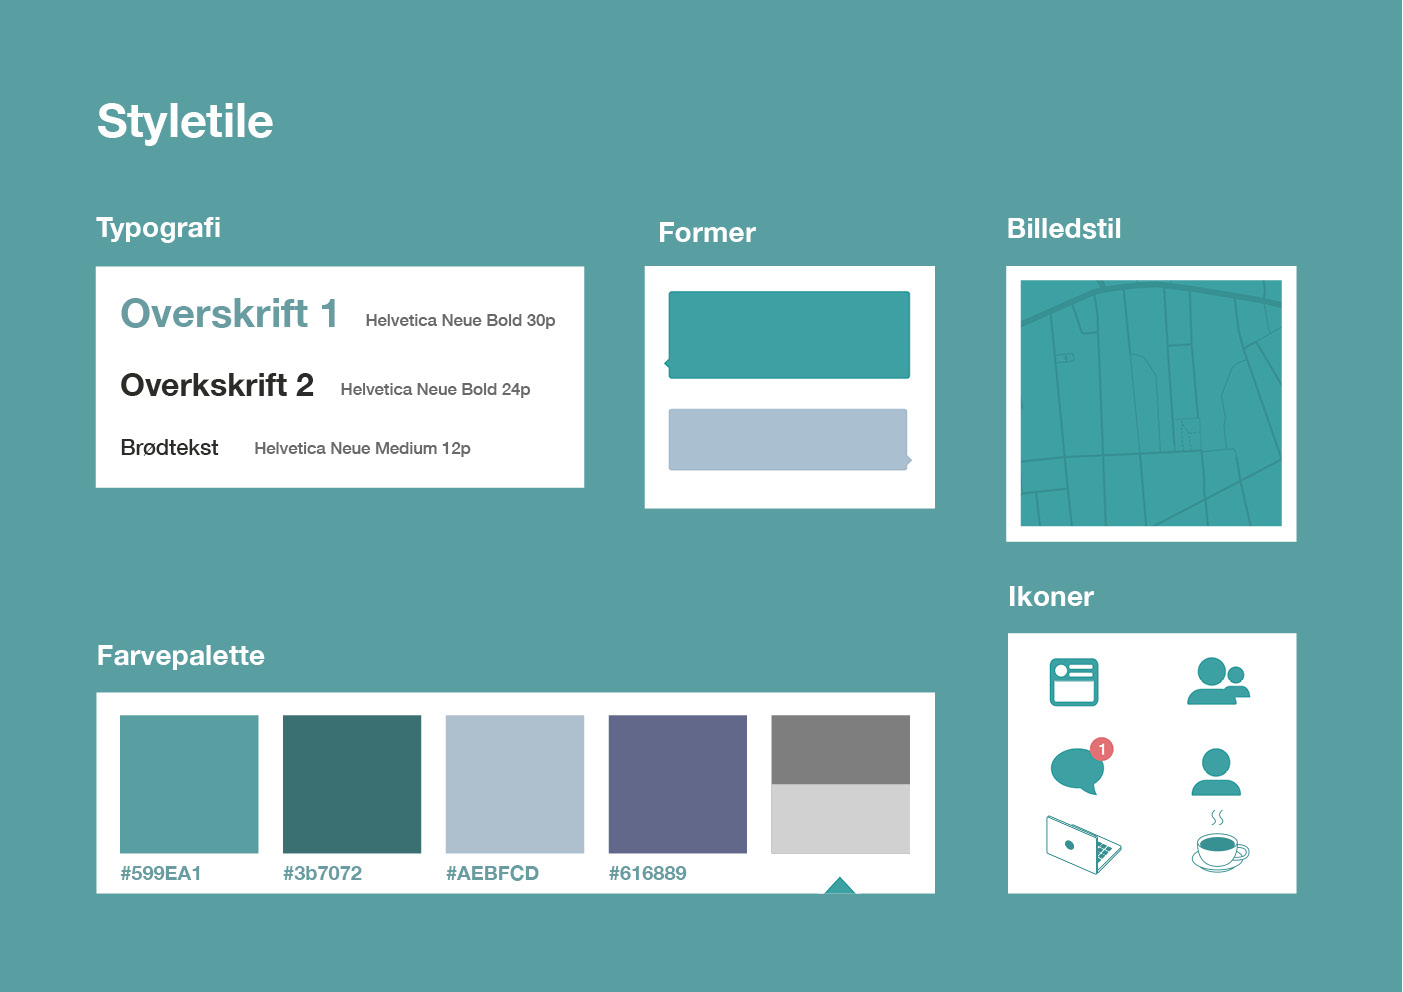 Styletile
Typografi
Overskrift 1 Helvetica Neue Bold 30p
Overkskrift 2 Helvetica Neue Bold 24p
Brødtekst Helvetica Neue Medium 12p
Former
Billedstil
Farvepalette
#599EA1 #3b7072 #AEBFCD #616889
Ikoner
1